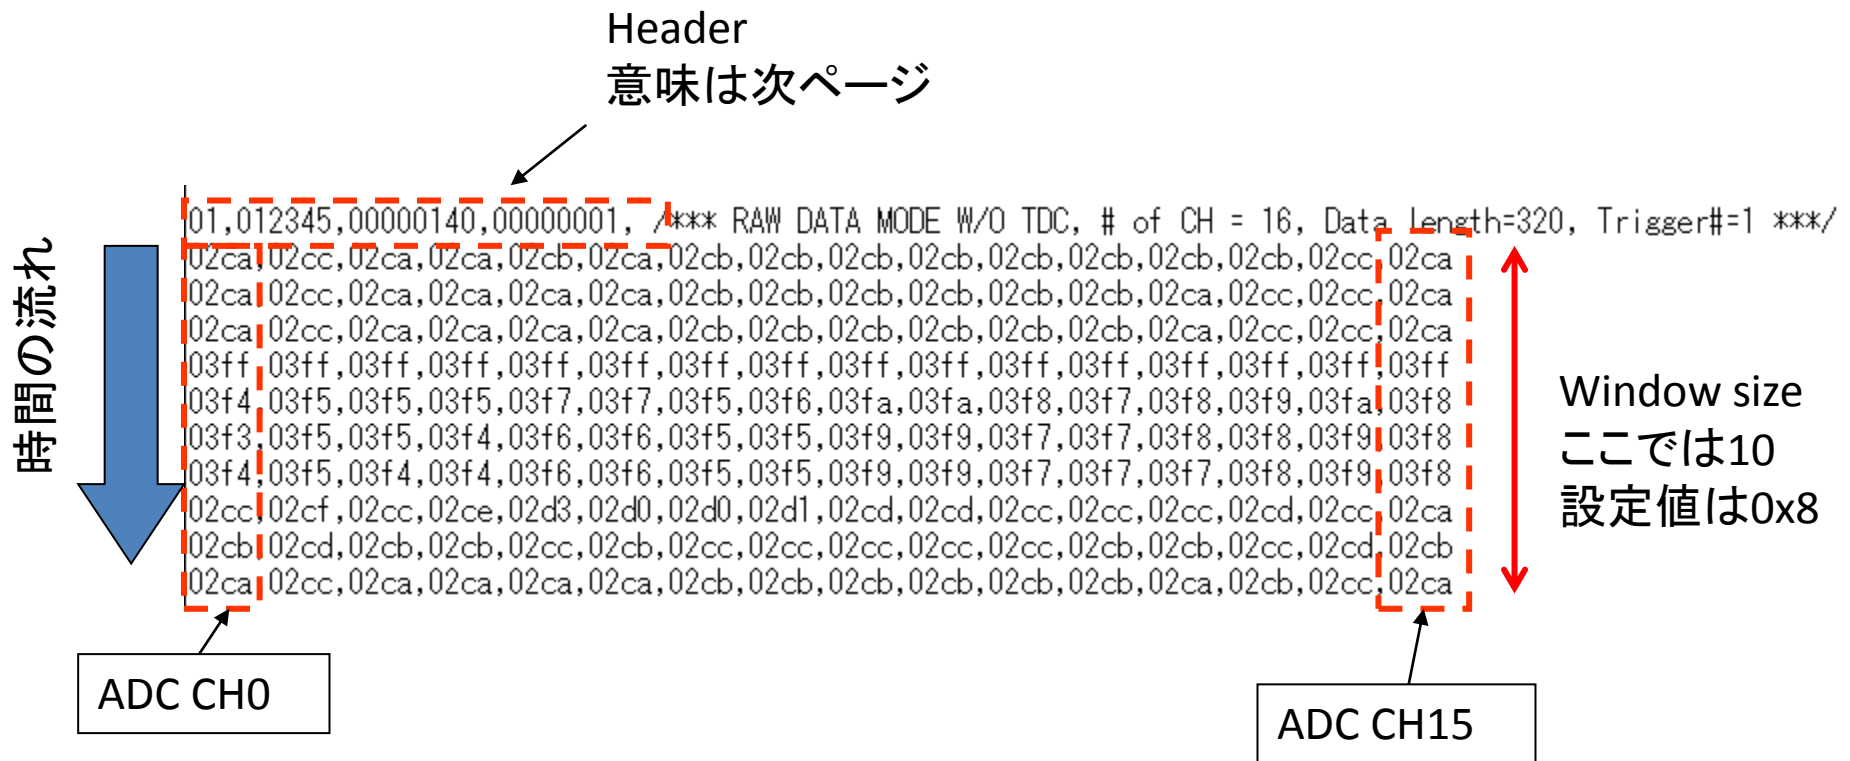 Header
意味は次ページ
時間の流れ
01,012345,00000140,00000001, /*** RAW DATA MODE W/O TDC, # of CH = 16, Data length=320, Trigger#=1 ***/
02ca,02cc,02ca,02ca,02cb,02ca,02cb,02cb,02cb,02cb,02cb,02cb,02cb,02cb,02cc,02ca
02ca,02cc,02ca,02ca,02ca,02ca,02cb,02cb,02cb,02cb,02cb,02cb,02ca,02cc,02cc,02ca
02ca,02cc,02ca,02ca,02ca,02ca,02cb,02cb,02cb,02cb,02cb,02cb,02ca,02cc,02cc,02ca
03ff,03ff,03ff,03ff,03ff,03ff,03ff,03ff,03ff,03ff,03ff,03ff,03ff,03ff,03ff,03ff
03f4,03f5,03f5,03f5,03f7,03f7,03f5,03f6,03fa,03fa,03f8,03f7,03f8,03f9,03fa,03f8
03f3,03f5,03f5,03f4,03f6,03f6,03f5,03f5,03f9,03f9,03f7,03f7,03f8,03f8,03f9,03f8
03f4,03f5,03f4,03f4,03f6,03f6,03f5,03f5,03f9,03f9,03f7,03f7,03f7,03f8,03f9,03f8
02cc,02cf,02cc,02ce,02d3,02d0,02d0,02d1,02cd,02cd,02cc,02cc,02cc,02cd,02cc,02ca
02cb,02cd,02cb,02cb,02cc,02cb,02cc,02cc,02cc,02cc,02cc,02cb,02cb,02cc,02cd,02cb
02ca,02cc,02ca,02ca,02ca,02ca,02cb,02cb,02cb,02cb,02cb,02cb,02ca,02cb,02cc,02ca
Window size
ここでは10
設定値は0x8
ADC CH0
ADC CH15